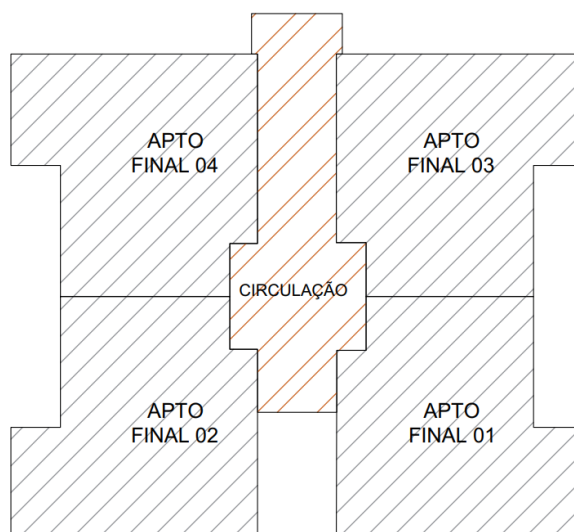 APTO
FINAL 04
APTO
FINAL 03
CIRCULAÇÃO
APTO
FINAL 02
APTO
FINAL 01